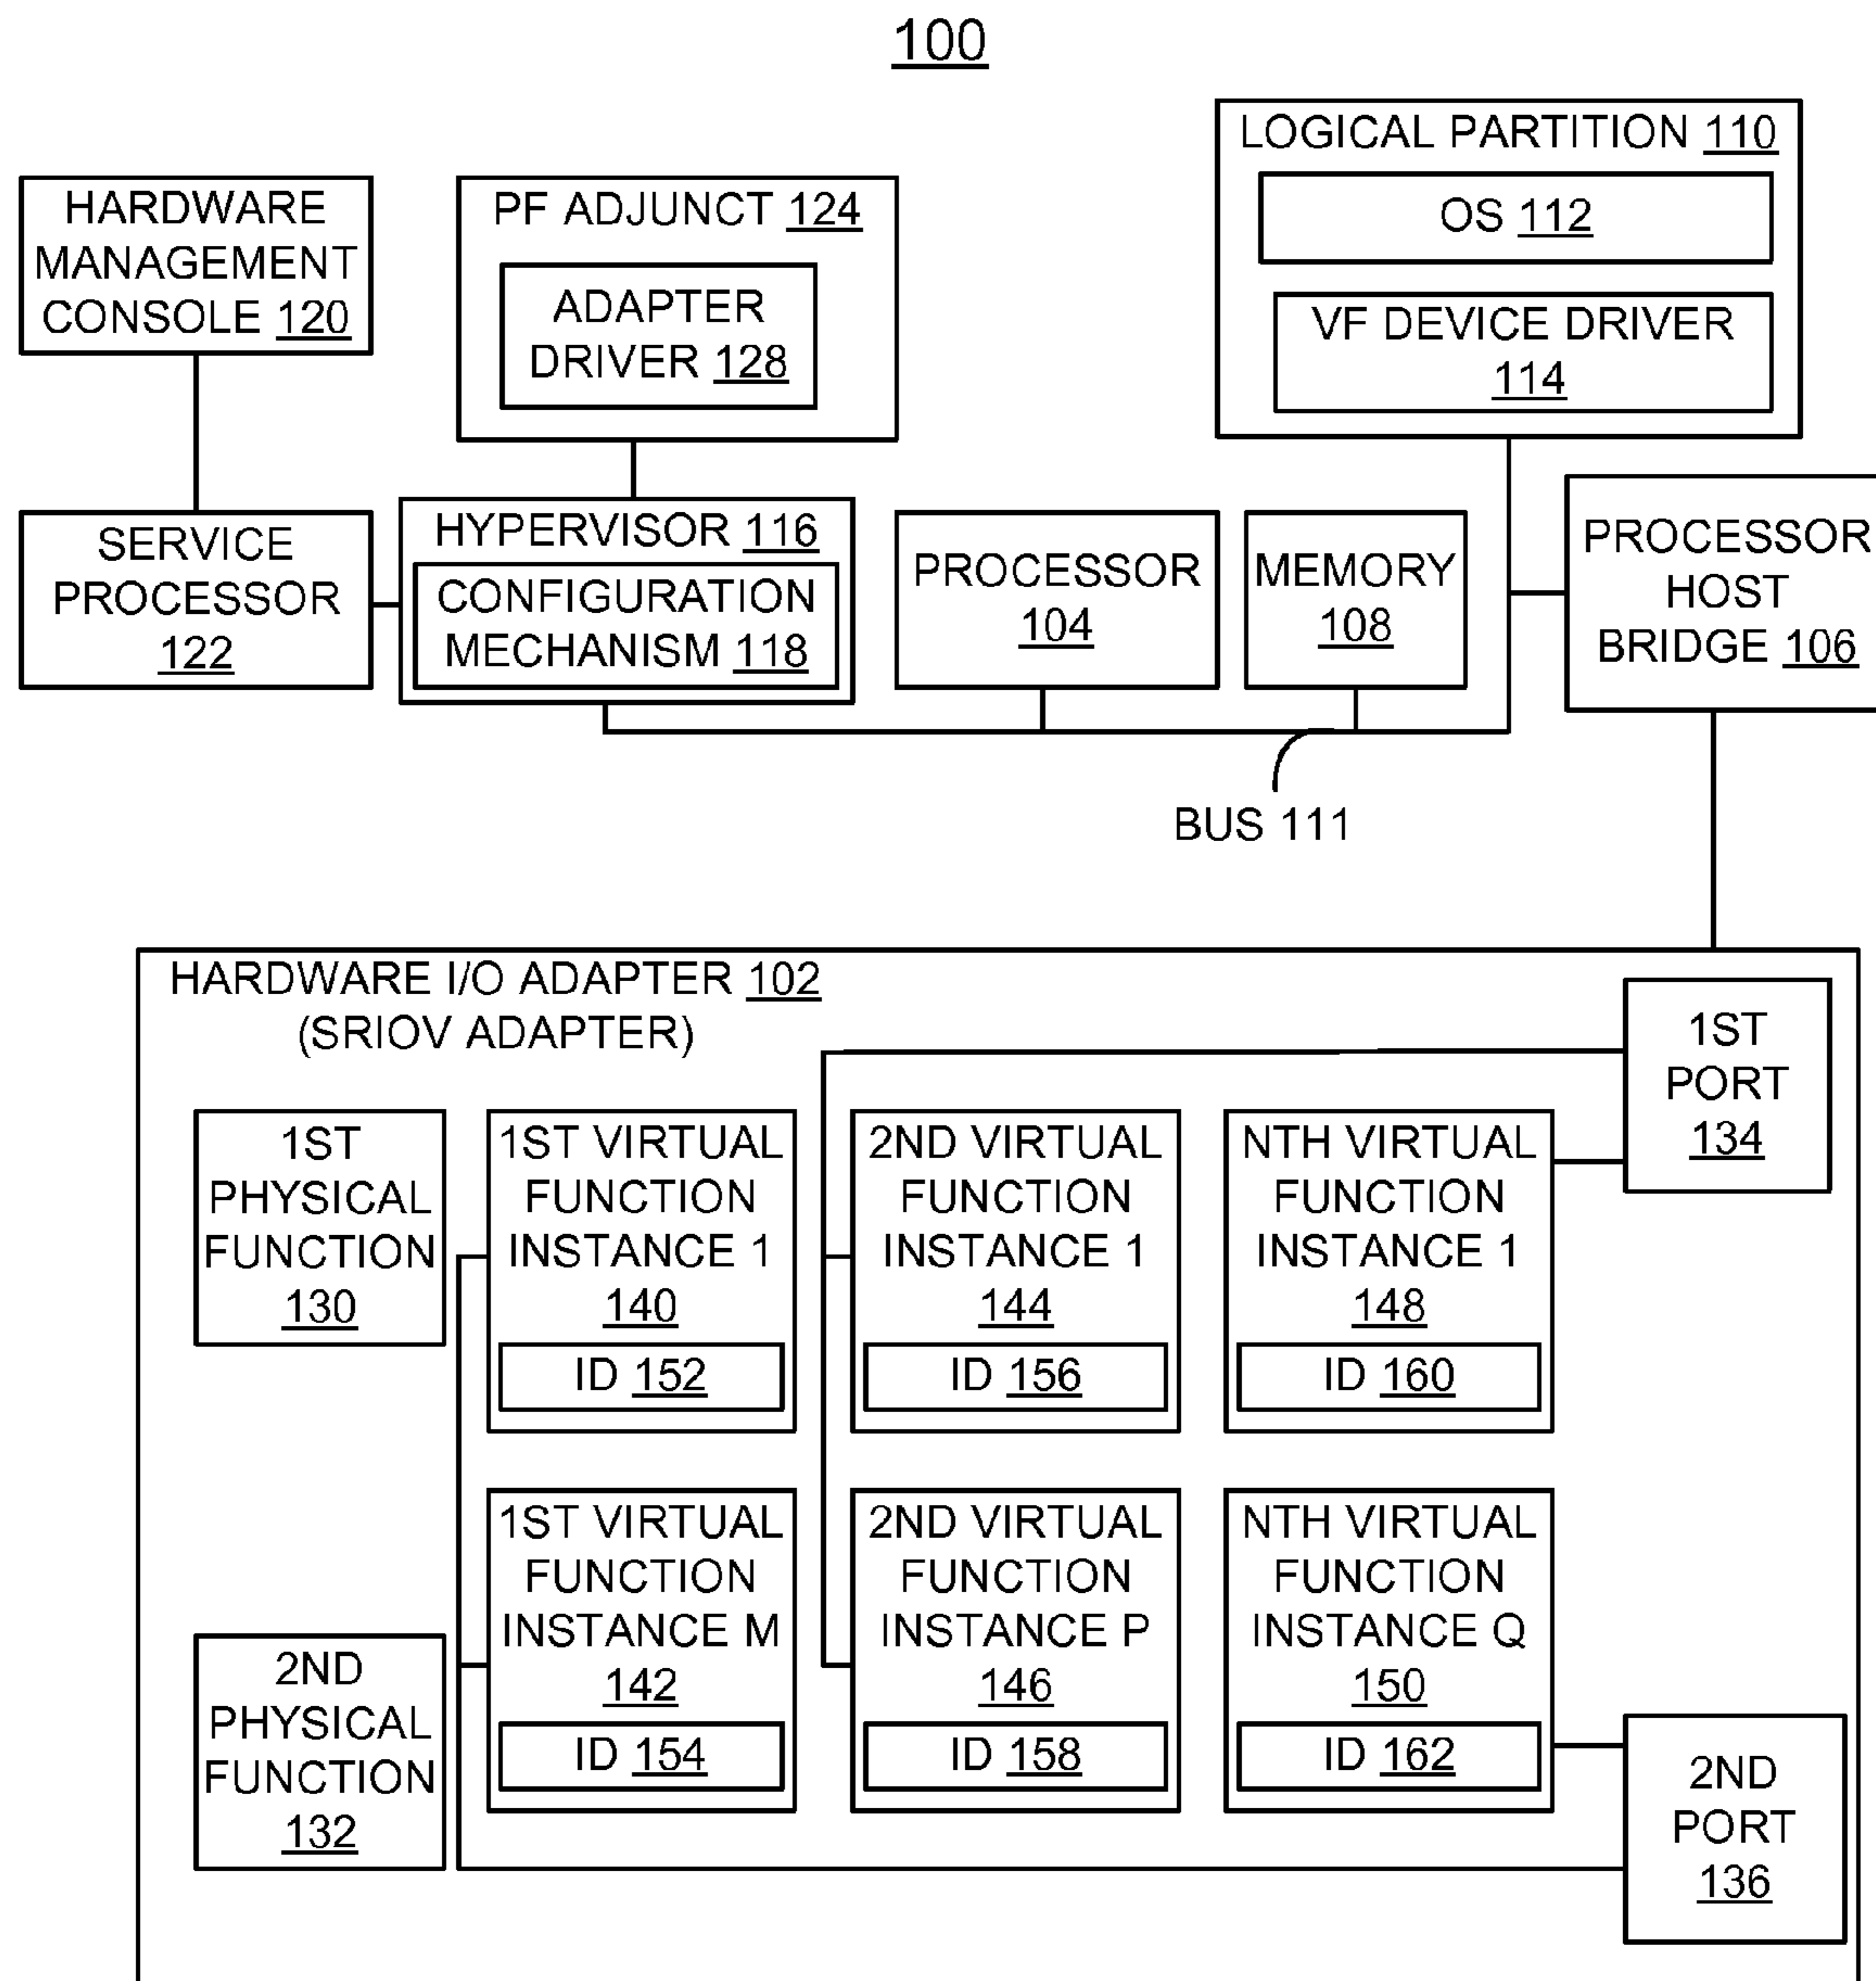 100
HARDWARE
MANAGEMENT
CONSOLE 120
PF ADJUNCT 124
ADAPTER
DRIVER 128
LOGICAL PARTITION 110
OS 112
VF DEVICE DRIVER
114
SERVICE
PROCESSOR
122
HYPERVISOR 116
CONFIGURATION
MECHANISM 118
PROCESSOR
104
MEMORY
108
PROCESSOR
HOST
BRIDGE 106
BUS 111
HARDWARE I/O ADAPTER 102
(SRIOV ADAPTER)
1ST
PORT
134
1ST
PHYSICAL
FUNCTION
130
1ST VIRTUAL
FUNCTION
INSTANCE 1
140
ID 152
2ND VIRTUAL
FUNCTION
INSTANCE 1
144
ID 156
NTH VIRTUAL
FUNCTION
INSTANCE 1
148
ID 160
2ND
PHYSICAL
FUNCTION
132
1ST VIRTUAL
FUNCTION
INSTANCE M
142
ID 154
2ND VIRTUAL
FUNCTION
INSTANCE P
146
ID 158
NTH VIRTUAL
FUNCTION
INSTANCE Q
150
ID 162
2ND
PORT
136